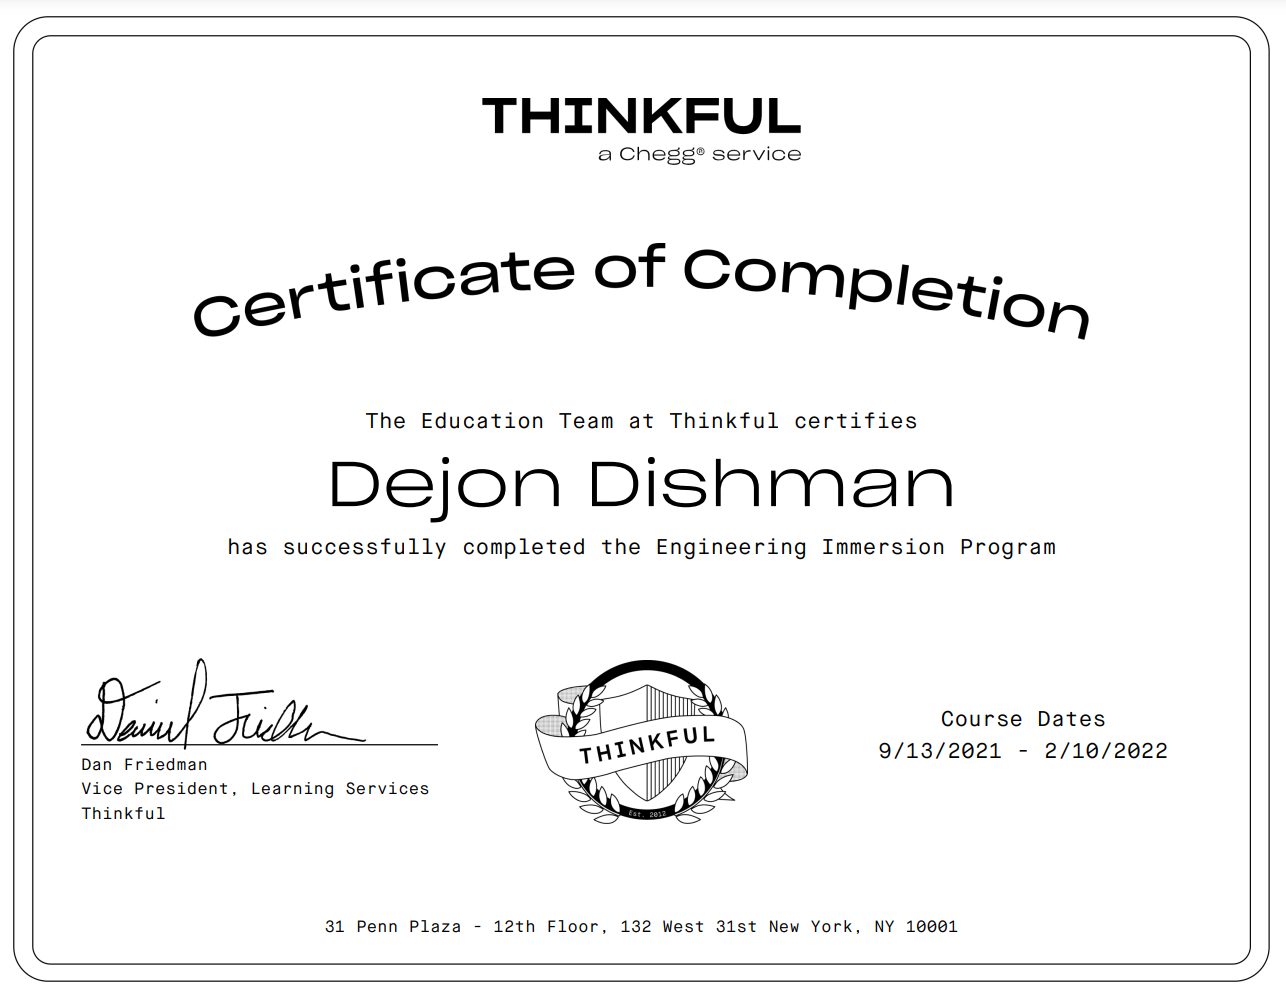 THINKFUL
a Chegg® service
Certificate of Completion
The Education Team at Thinkful certifies
Dejon Dishman
has successfully completed the Engineering Immersion Program
Daniel Friedman
Dan Friedman
Vice President, Learning Services
Thinkful
THINKFUL
Est. 2012
Course Dates
9/13/2021 - 2/10/2022
31 Penn Plaza - 12th Floor, 132 West 31st New York, NY 10001